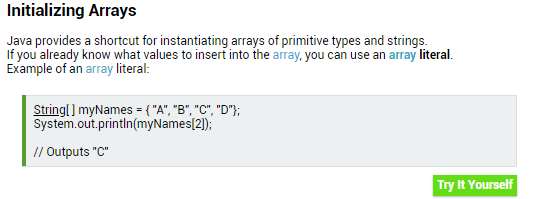 Initializing Arrays
Java provides a shortcut for instantiating arrays of primitive types and strings.
If you already know what values to insert into the array, you can use an array literal.
Example of an array literal:
String[ ] myNames = { "A", "B", "C", "D"};
System.out.println(myNames[2]);
// Outputs "C"
Try It Yourself